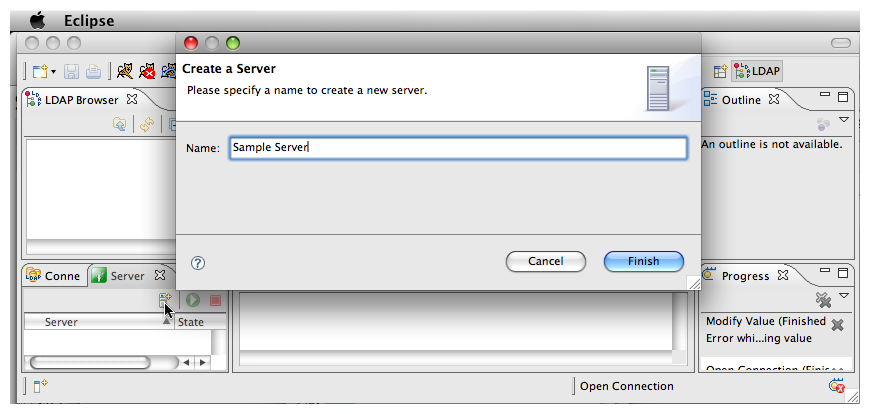 Eclipse
Create a Server
Please specify a name to create a new server.
LDAP
LDAP Browser
Outline
Name: Sample Server
An outline is not available.
?
Cancel
Finish
LDAP
Conne
Server
Progress
Server
State
Modify Value (Finished
Error whi...ing value
Open Connection (Finis
Open Connection